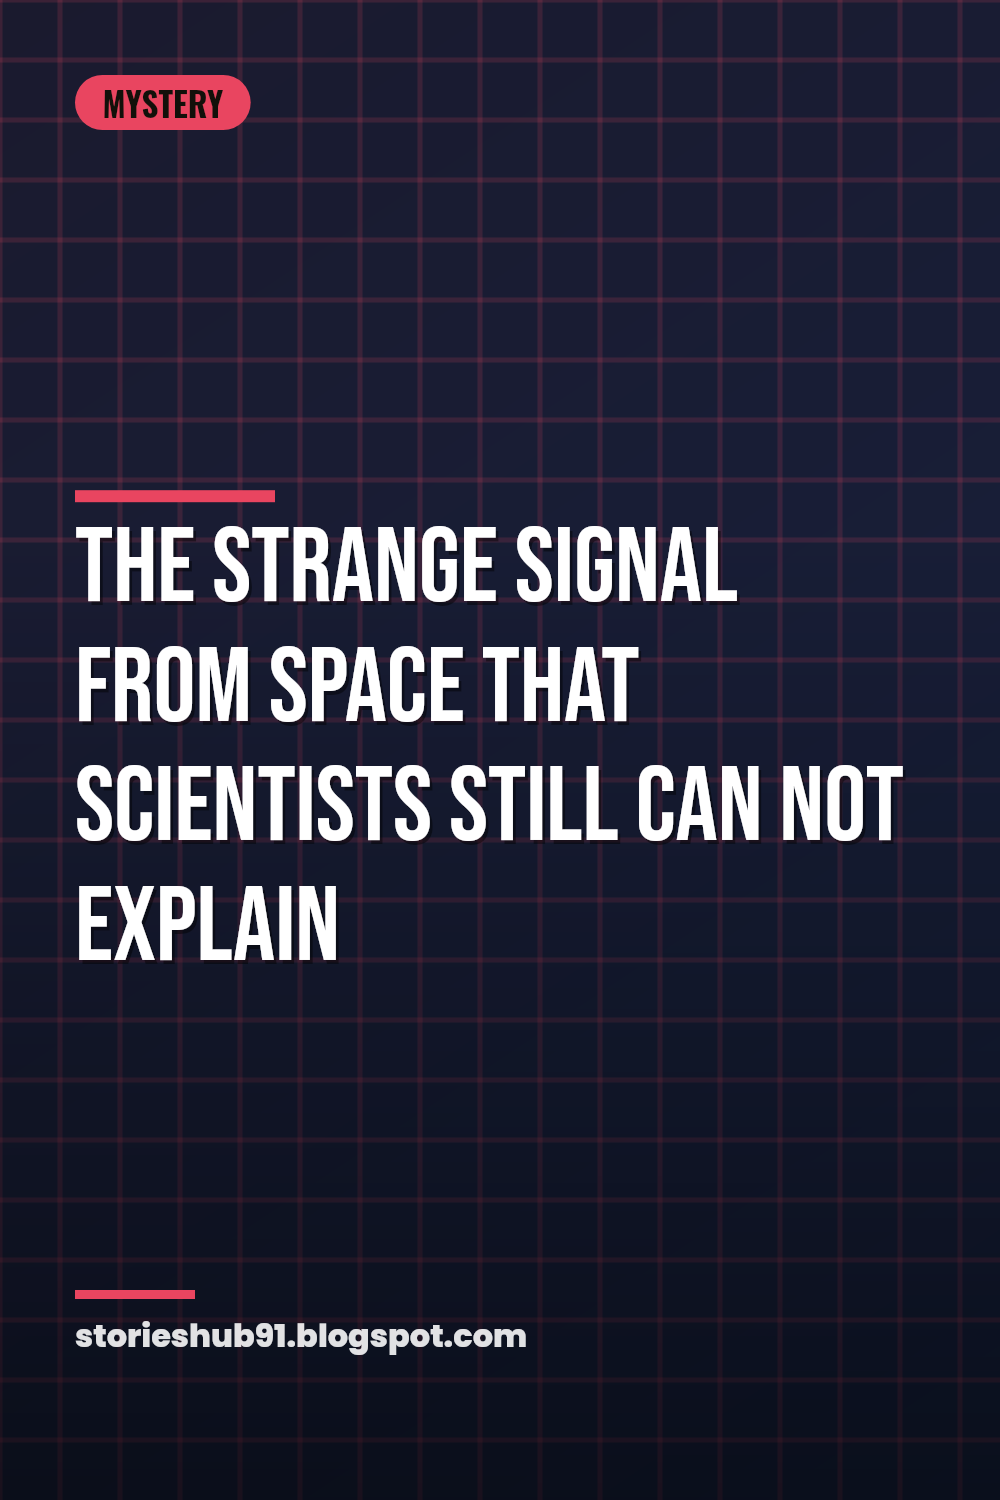 MYSTERY
THE STRANGE SIGNAL
FROM SPACE THAT
SCIENTISTS STILL CAN NOT
EXPLAIN
storieshub91.blogspot.com